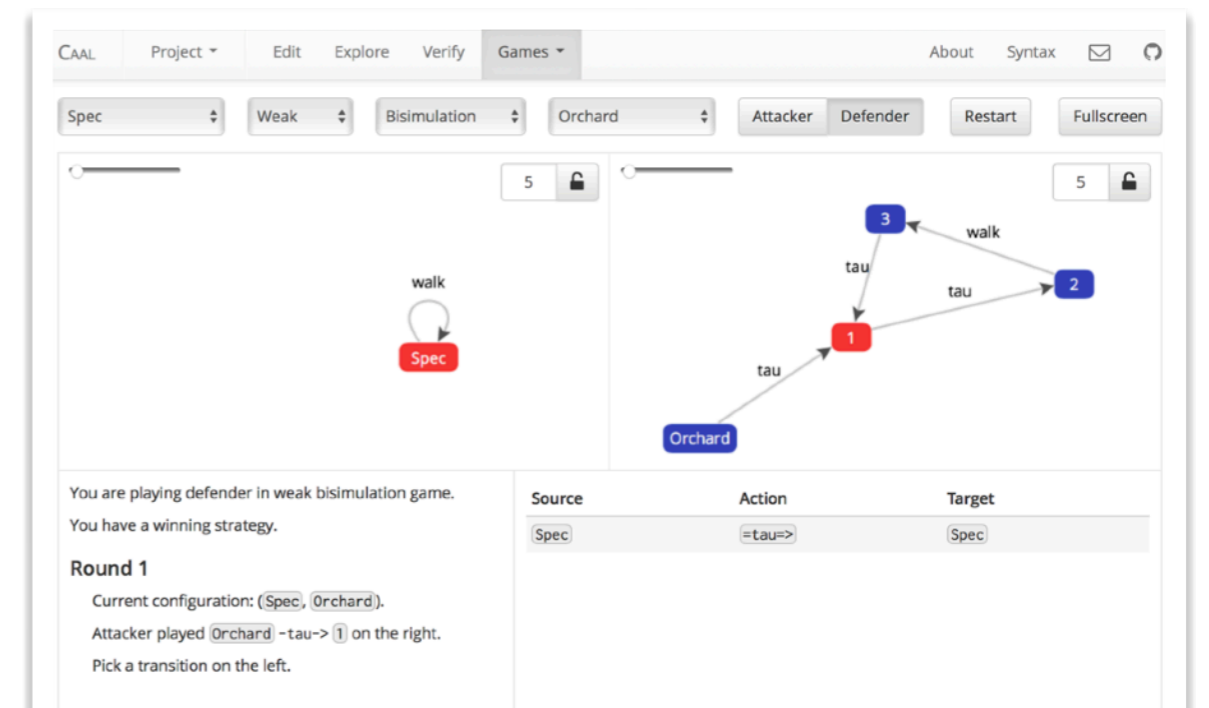 CAAL Project Edit Explore Verify Games About Syntax
Spec Weak Bisimulation Orchard Attacker Defender Restart Fullscreen
5
walk
Spec
5
3
walk
tau
2
tau
1
tau
Orchard
You are playing defender in weak bisimulation game.
You have a winning strategy.
Round 1
Current configuration: (Spec, Orchard).
Attacker played Orchard -tau-> 1 on the right.
Pick a transition on the left.
Source Action Target
Spec =tau=> Spec